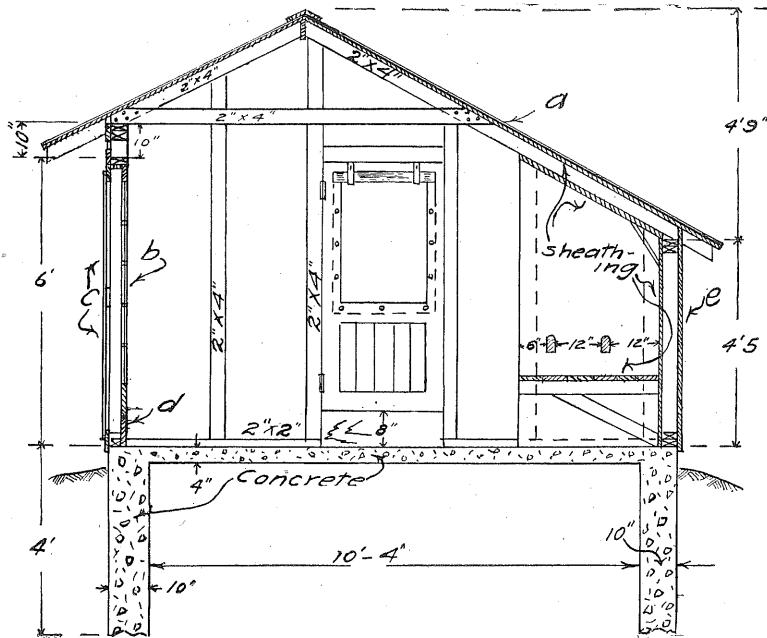 2"x4"
2"x4"
a
4'9"
10"
2"x4"
10"
6'
b
c
2"x4"
2"x4"
sheath-
ing
e
6"
12"
12"
4'5
d
2"x2"
8"
4"
Concrete
4'
10'-4"
10"
10"